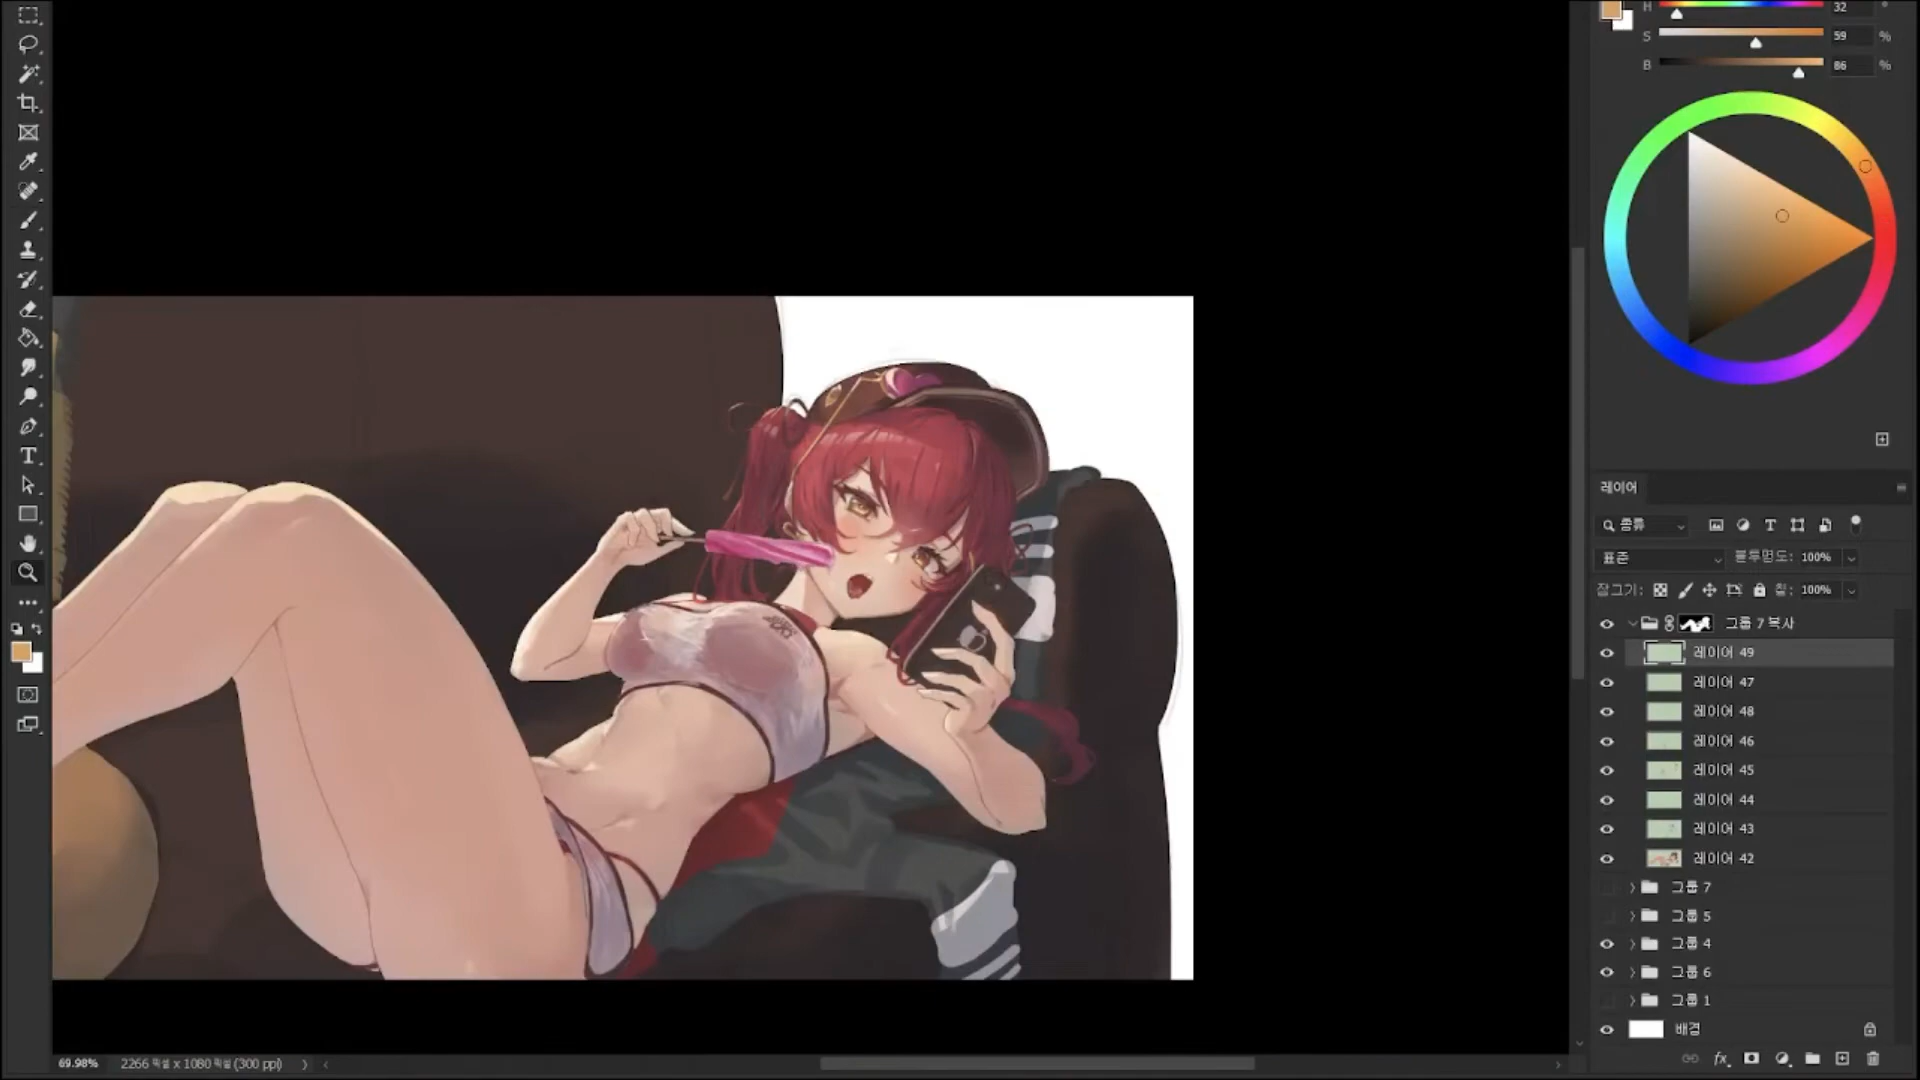 H 32 °
S 59 %
B 86 %
레이어
종류
표준 불투명도: 100%
잠그기: 칠: 100%
그룹 7 복사
레이어 49
레이어 47
레이어 48
레이어 46
레이어 45
레이어 44
레이어 43
레이어 42
그룹 7
그룹 5
그룹 4
그룹 6
그룹 1
배경
fx
T
69.98% 2266 픽셀 x 1080 픽셀 (300 ppi)